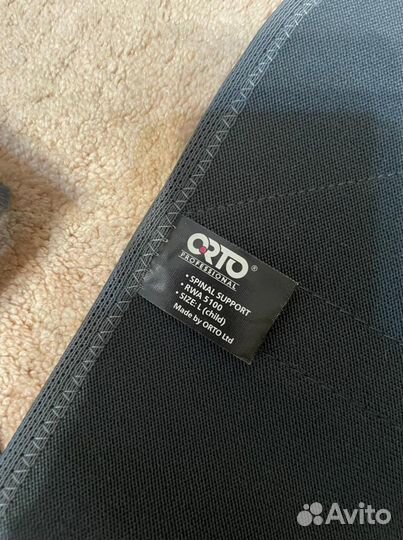 ORTO®
PROFESSIONAL
• SPINAL SUPPORT
• RWA 5100
• SIZE: L (child)
Made by ORTO Ltd
Avito